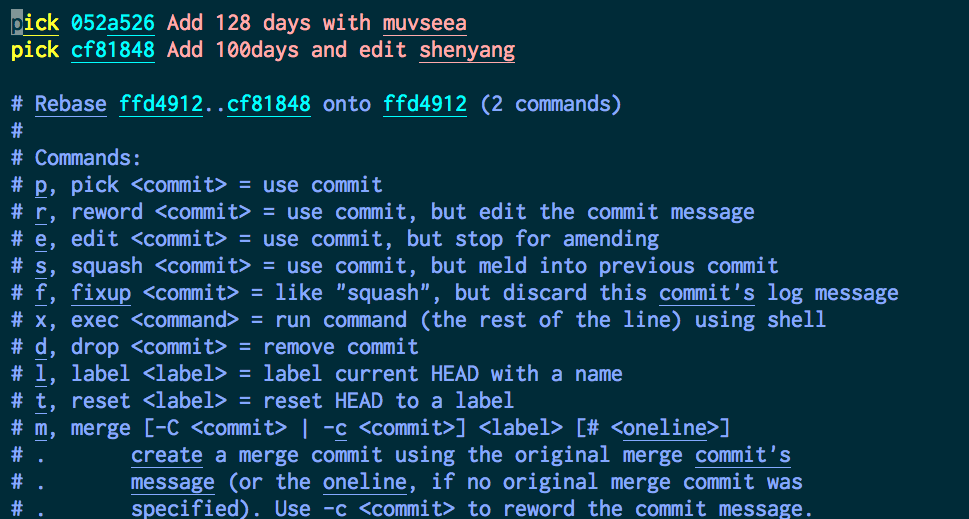 pick 052a526 Add 128 days with muvseea
pick cf81848 Add 100days and edit shenyang
# Rebase ffd4912..cf81848 onto ffd4912 (2 commands)
#
# Commands:
# p, pick <commit> = use commit
# r, reword <commit> = use commit, but edit the commit message
# e, edit <commit> = use commit, but stop for amending
# s, squash <commit> = use commit, but meld into previous commit
# f, fixup <commit> = like "squash", but discard this commit's log message
# x, exec <command> = run command (the rest of the line) using shell
# d, drop <commit> = remove commit
# l, label <label> = label current HEAD with a name
# t, reset <label> = reset HEAD to a label
# m, merge [-C <commit> | -c <commit>] <label> [# <oneline>]
# .       create a merge commit using the original merge commit's
# .       message (or the oneline, if no original merge commit was
# .       specified). Use -c <commit> to reword the commit message.